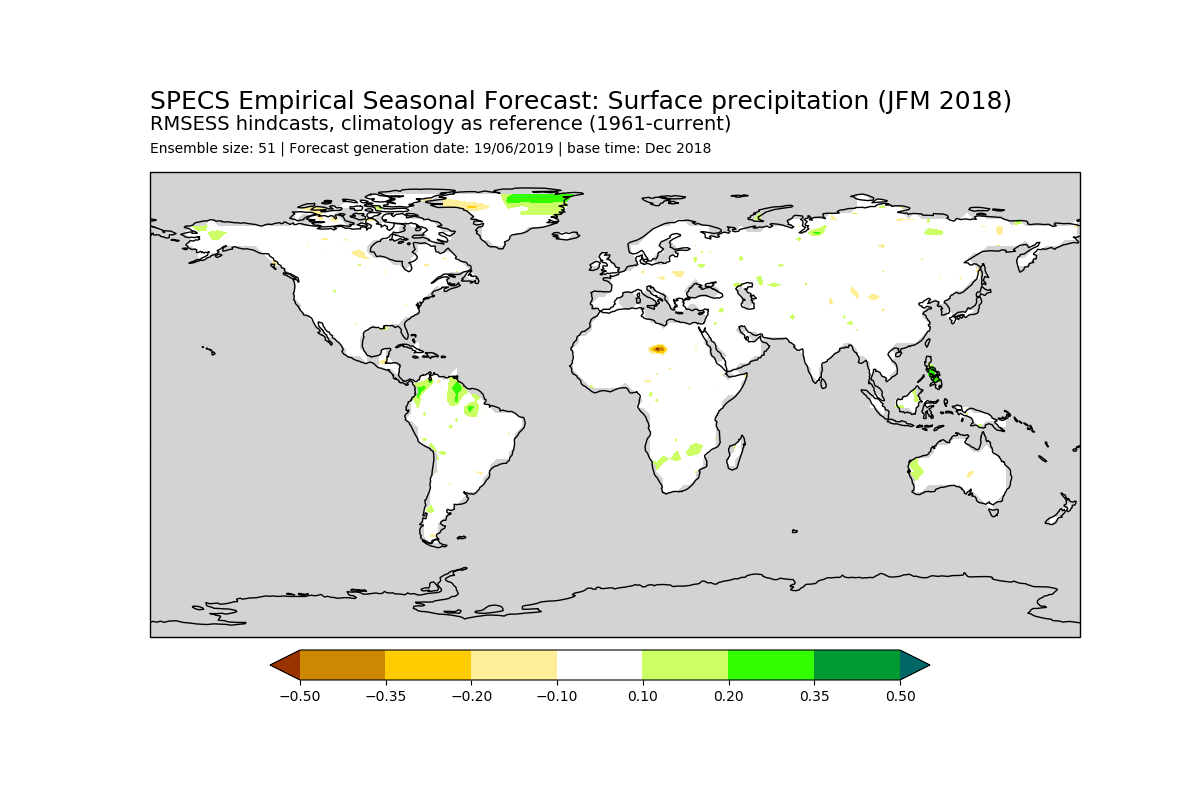 SPECS Empirical Seasonal Forecast: Surface precipitation (JFM 2018)
RMSESS hindcasts, climatology as reference (1961-current)
Ensemble size: 51 | Forecast generation date: 19/06/2019 | base time: Dec 2018
−0.50 −0.35 −0.20 −0.10 0.10 0.20 0.35 0.50